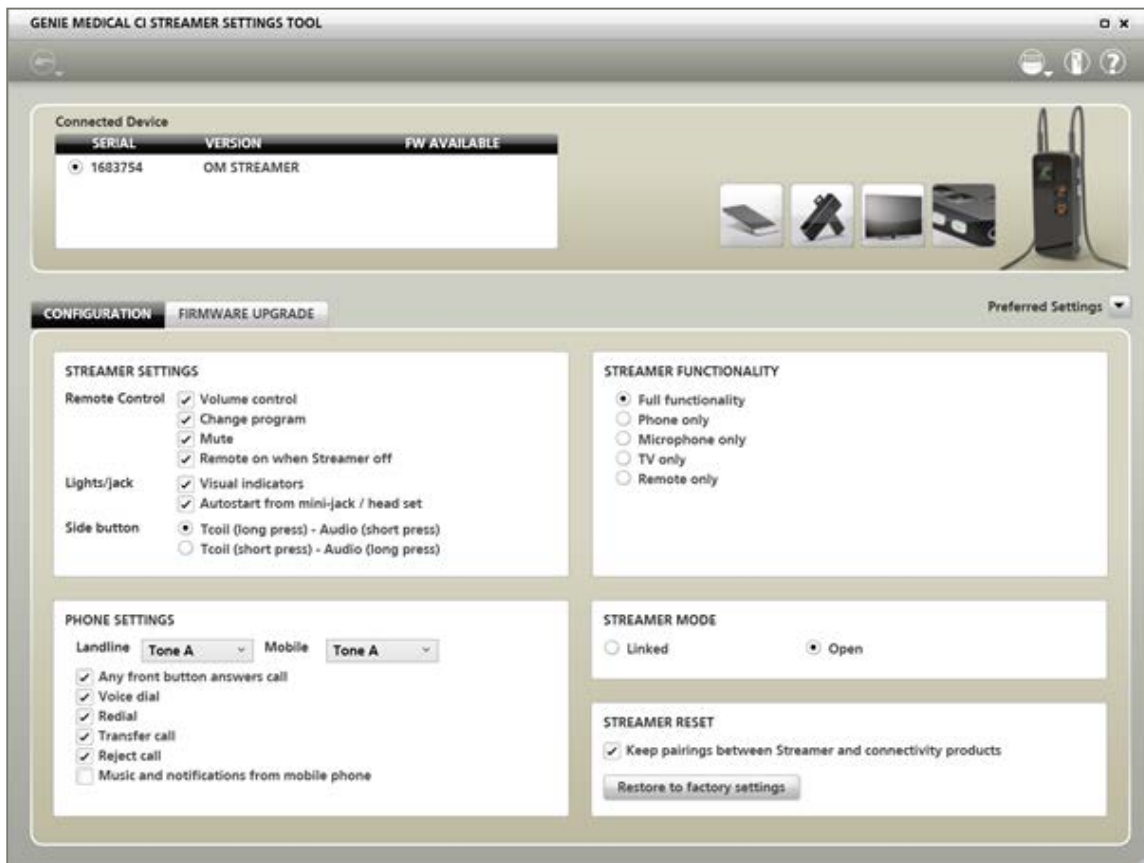 GENIE MEDICAL CI STREAMER SETTINGS TOOL
Connected Device
SERIAL VERSION FW AVAILABLE
1683754 OM STREAMER
CONFIGURATION FIRMWARE UPGRADE
Preferred Settings
STREAMER SETTINGS
Remote Control Volume control
Change program
Mute
Remote on when Streamer off
Lights/jack Visual indicators
Autostart from mini-jack / head set
Side button Tcoil (long press) - Audio (short press)
Tcoil (short press) - Audio (long press)
STREAMER FUNCTIONALITY
Full functionality
Phone only
Microphone only
TV only
Remote only
PHONE SETTINGS
Landline Tone A Mobile Tone A
Any front button answers call
Voice dial
Redial
Transfer call
Reject call
Music and notifications from mobile phone
STREAMER MODE
Linked Open
STREAMER RESET
Keep pairings between Streamer and connectivity products
Restore to factory settings